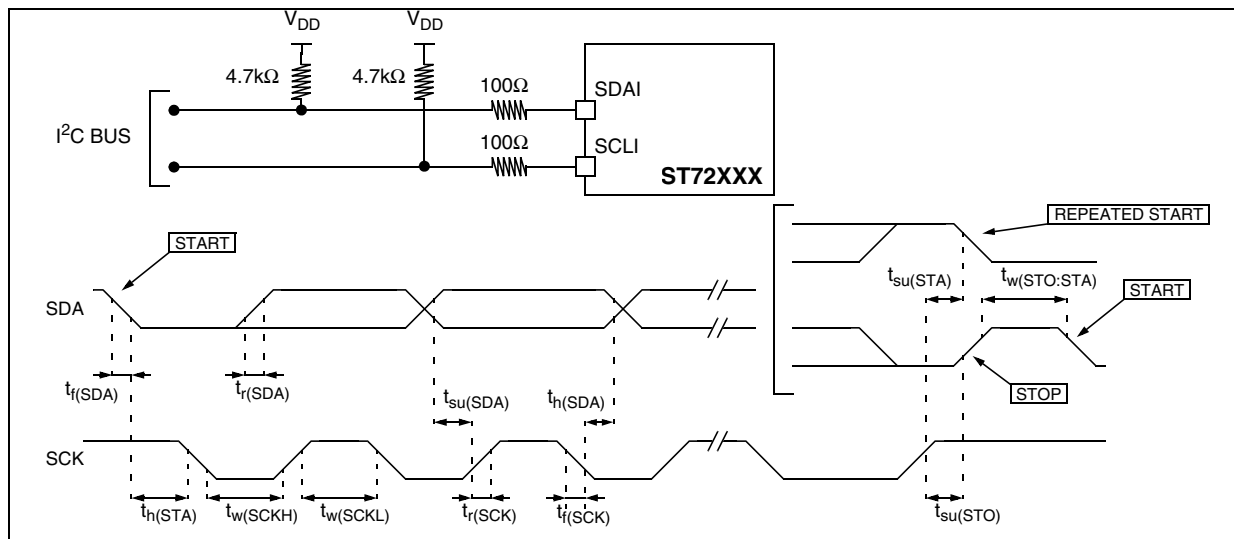 VDD VDD
4.7kΩ 4.7kΩ
100Ω SDAI
I²C BUS
100Ω SCLI
ST72XXX
REPEATED START
START
tsu(STA) tw(STO:STA)
START
SDA
STOP
tf(SDA) tr(SDA) tsu(SDA) th(SDA)
SCK
th(STA) tw(SCKH) tw(SCKL) tr(SCK) tf(SCK) tsu(STO)